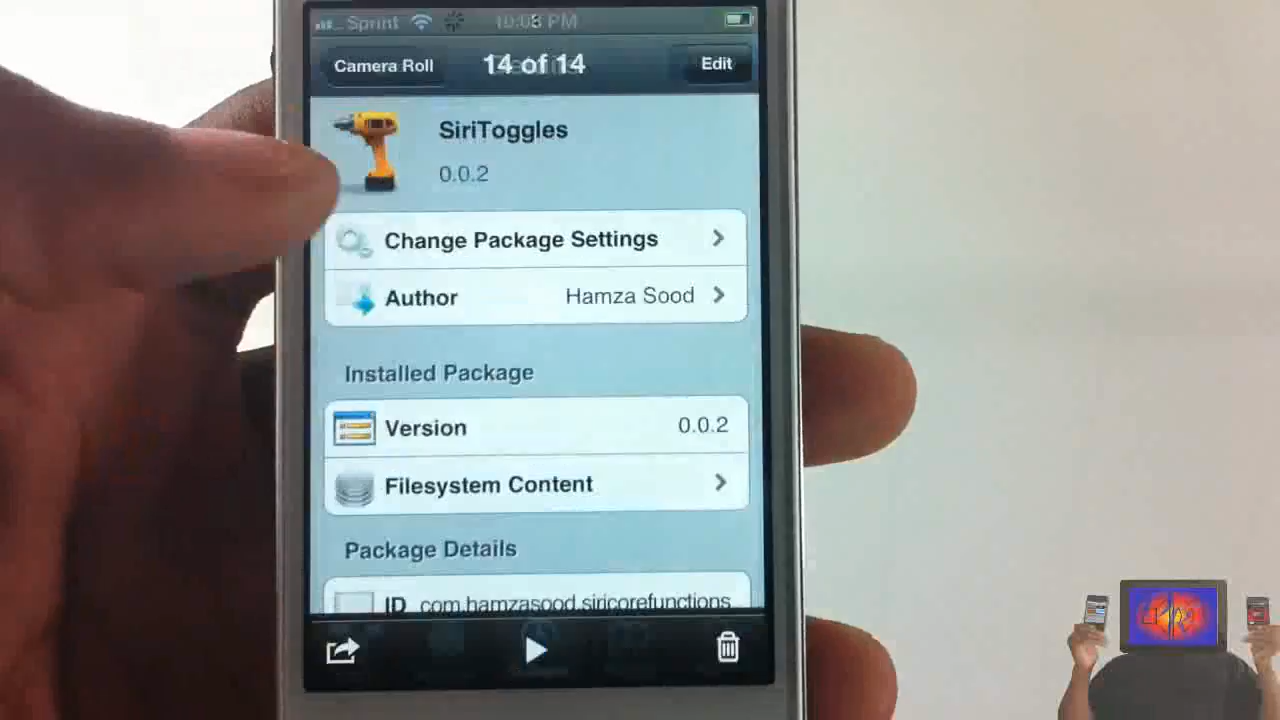 Sprint 10:08 PM
Camera Roll 14 of 14 Edit
SiriToggles
0.0.2
Change Package Settings
Author Hamza Sood
Installed Package
Version 0.0.2
Filesystem Content
Package Details
ID com.hamzasood.siricorefunctions